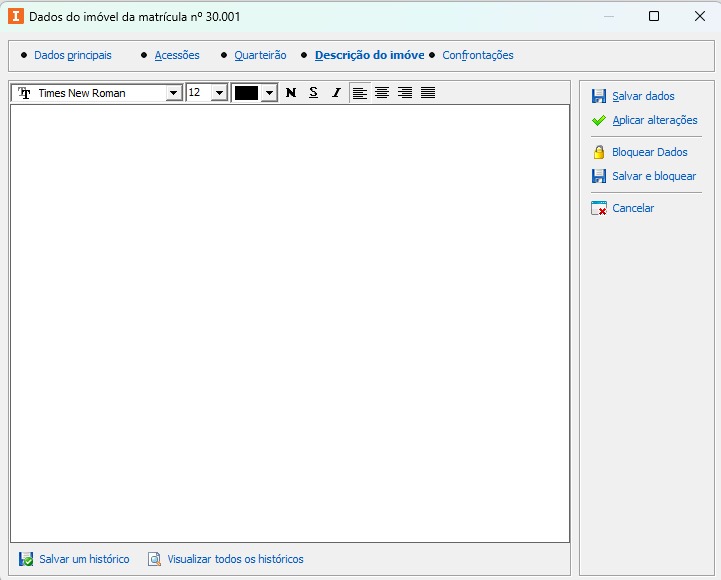 Dados do imóvel da matrícula nº 30.001
Dados principais Acessões Quarteirão Descrição do imóve Confrontações
Times New Roman 12 N S I
Salvar dados
Aplicar alterações
Bloquear Dados
Salvar e bloquear
Cancelar
Salvar um histórico Visualizar todos os históricos